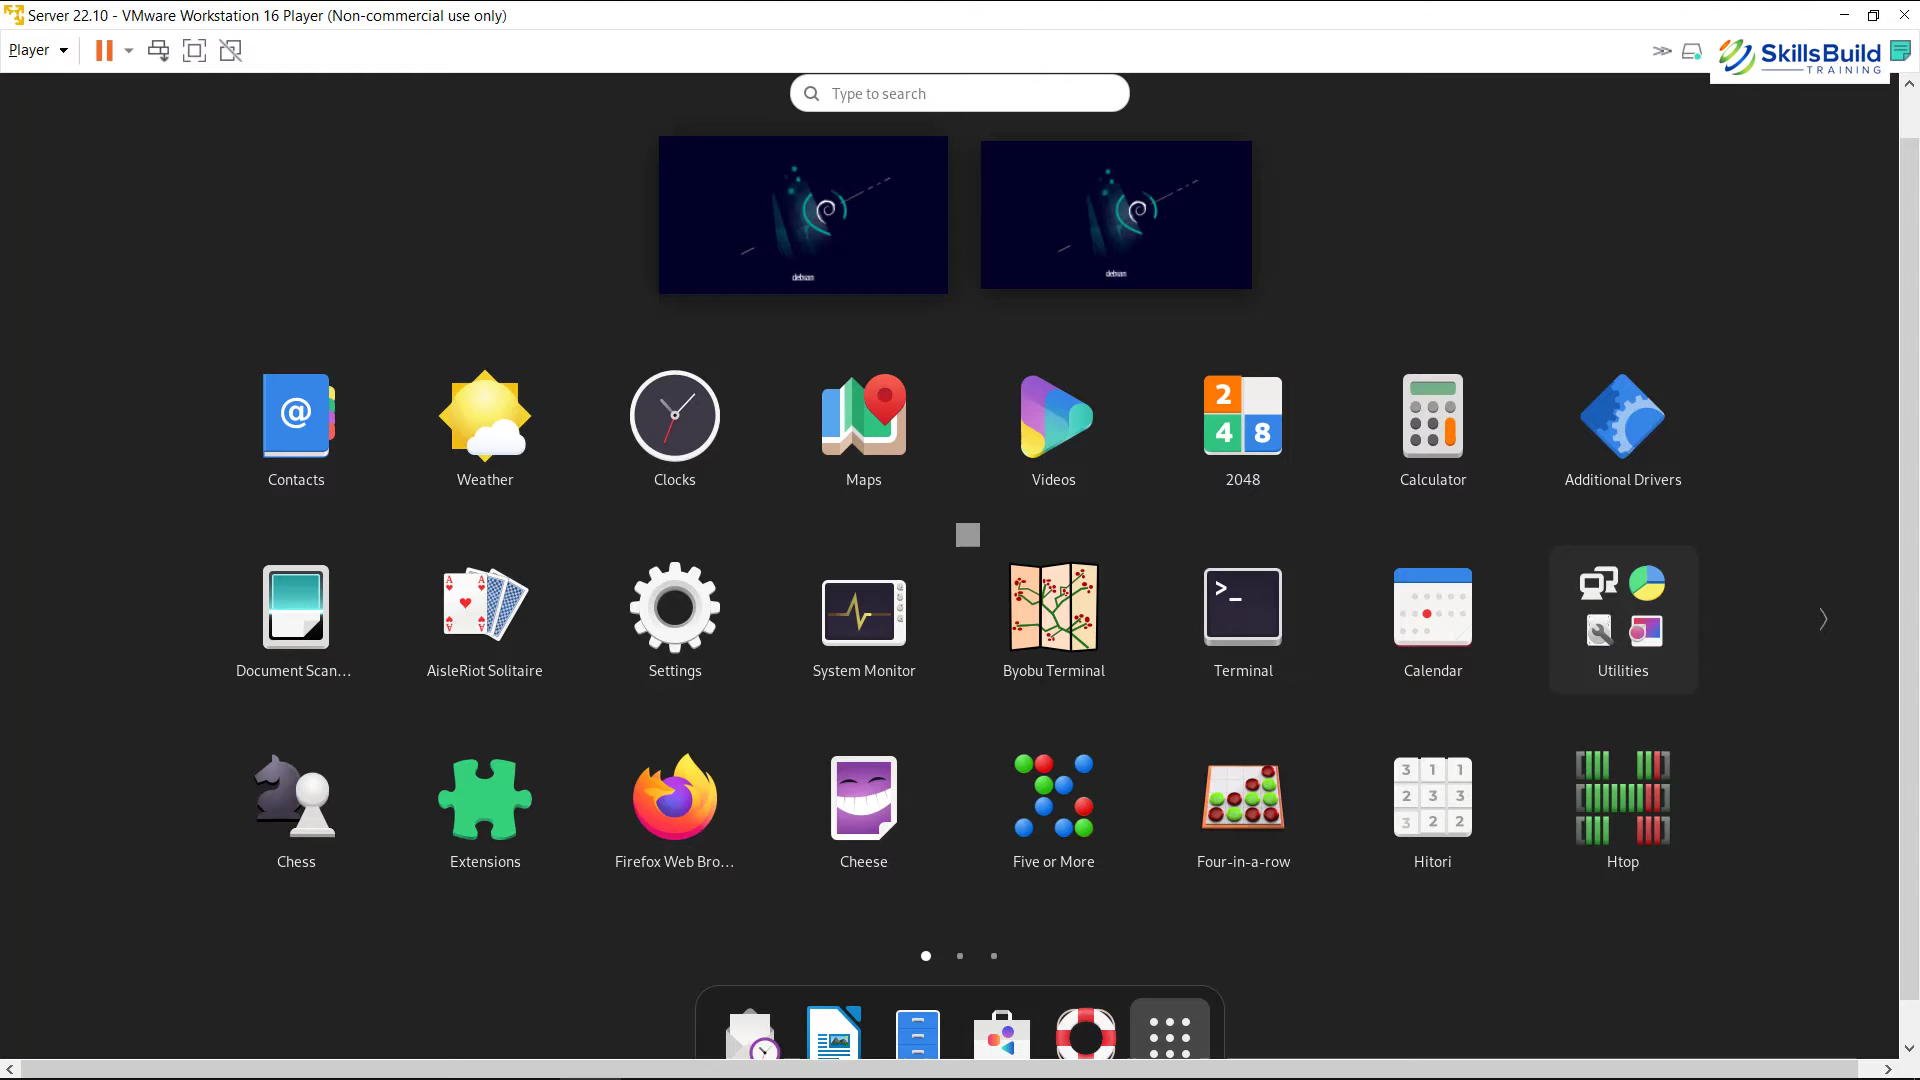 Server 22.10 - VMware Workstation 16 Player (Non-commercial use only)
Player
SkillsBuild
TRAINING
Type to search
debian
debian
Contacts
Weather
Clocks
Maps
Videos
2048
Calculator
Additional Drivers
Document Scan...
AisleRiot Solitaire
Settings
System Monitor
Byobu Terminal
Terminal
Calendar
Utilities
Chess
Extensions
Firefox Web Bro...
Cheese
Five or More
Four-in-a-row
Hitori
Htop